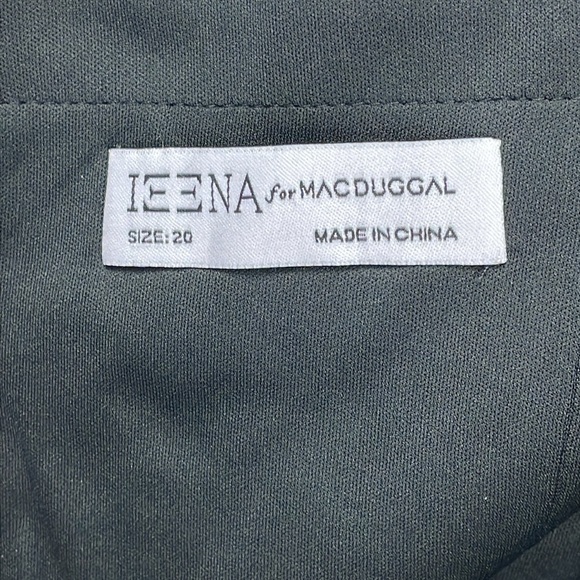 IEENA for MAC DUGGAL
SIZE: 20 MADE IN CHINA